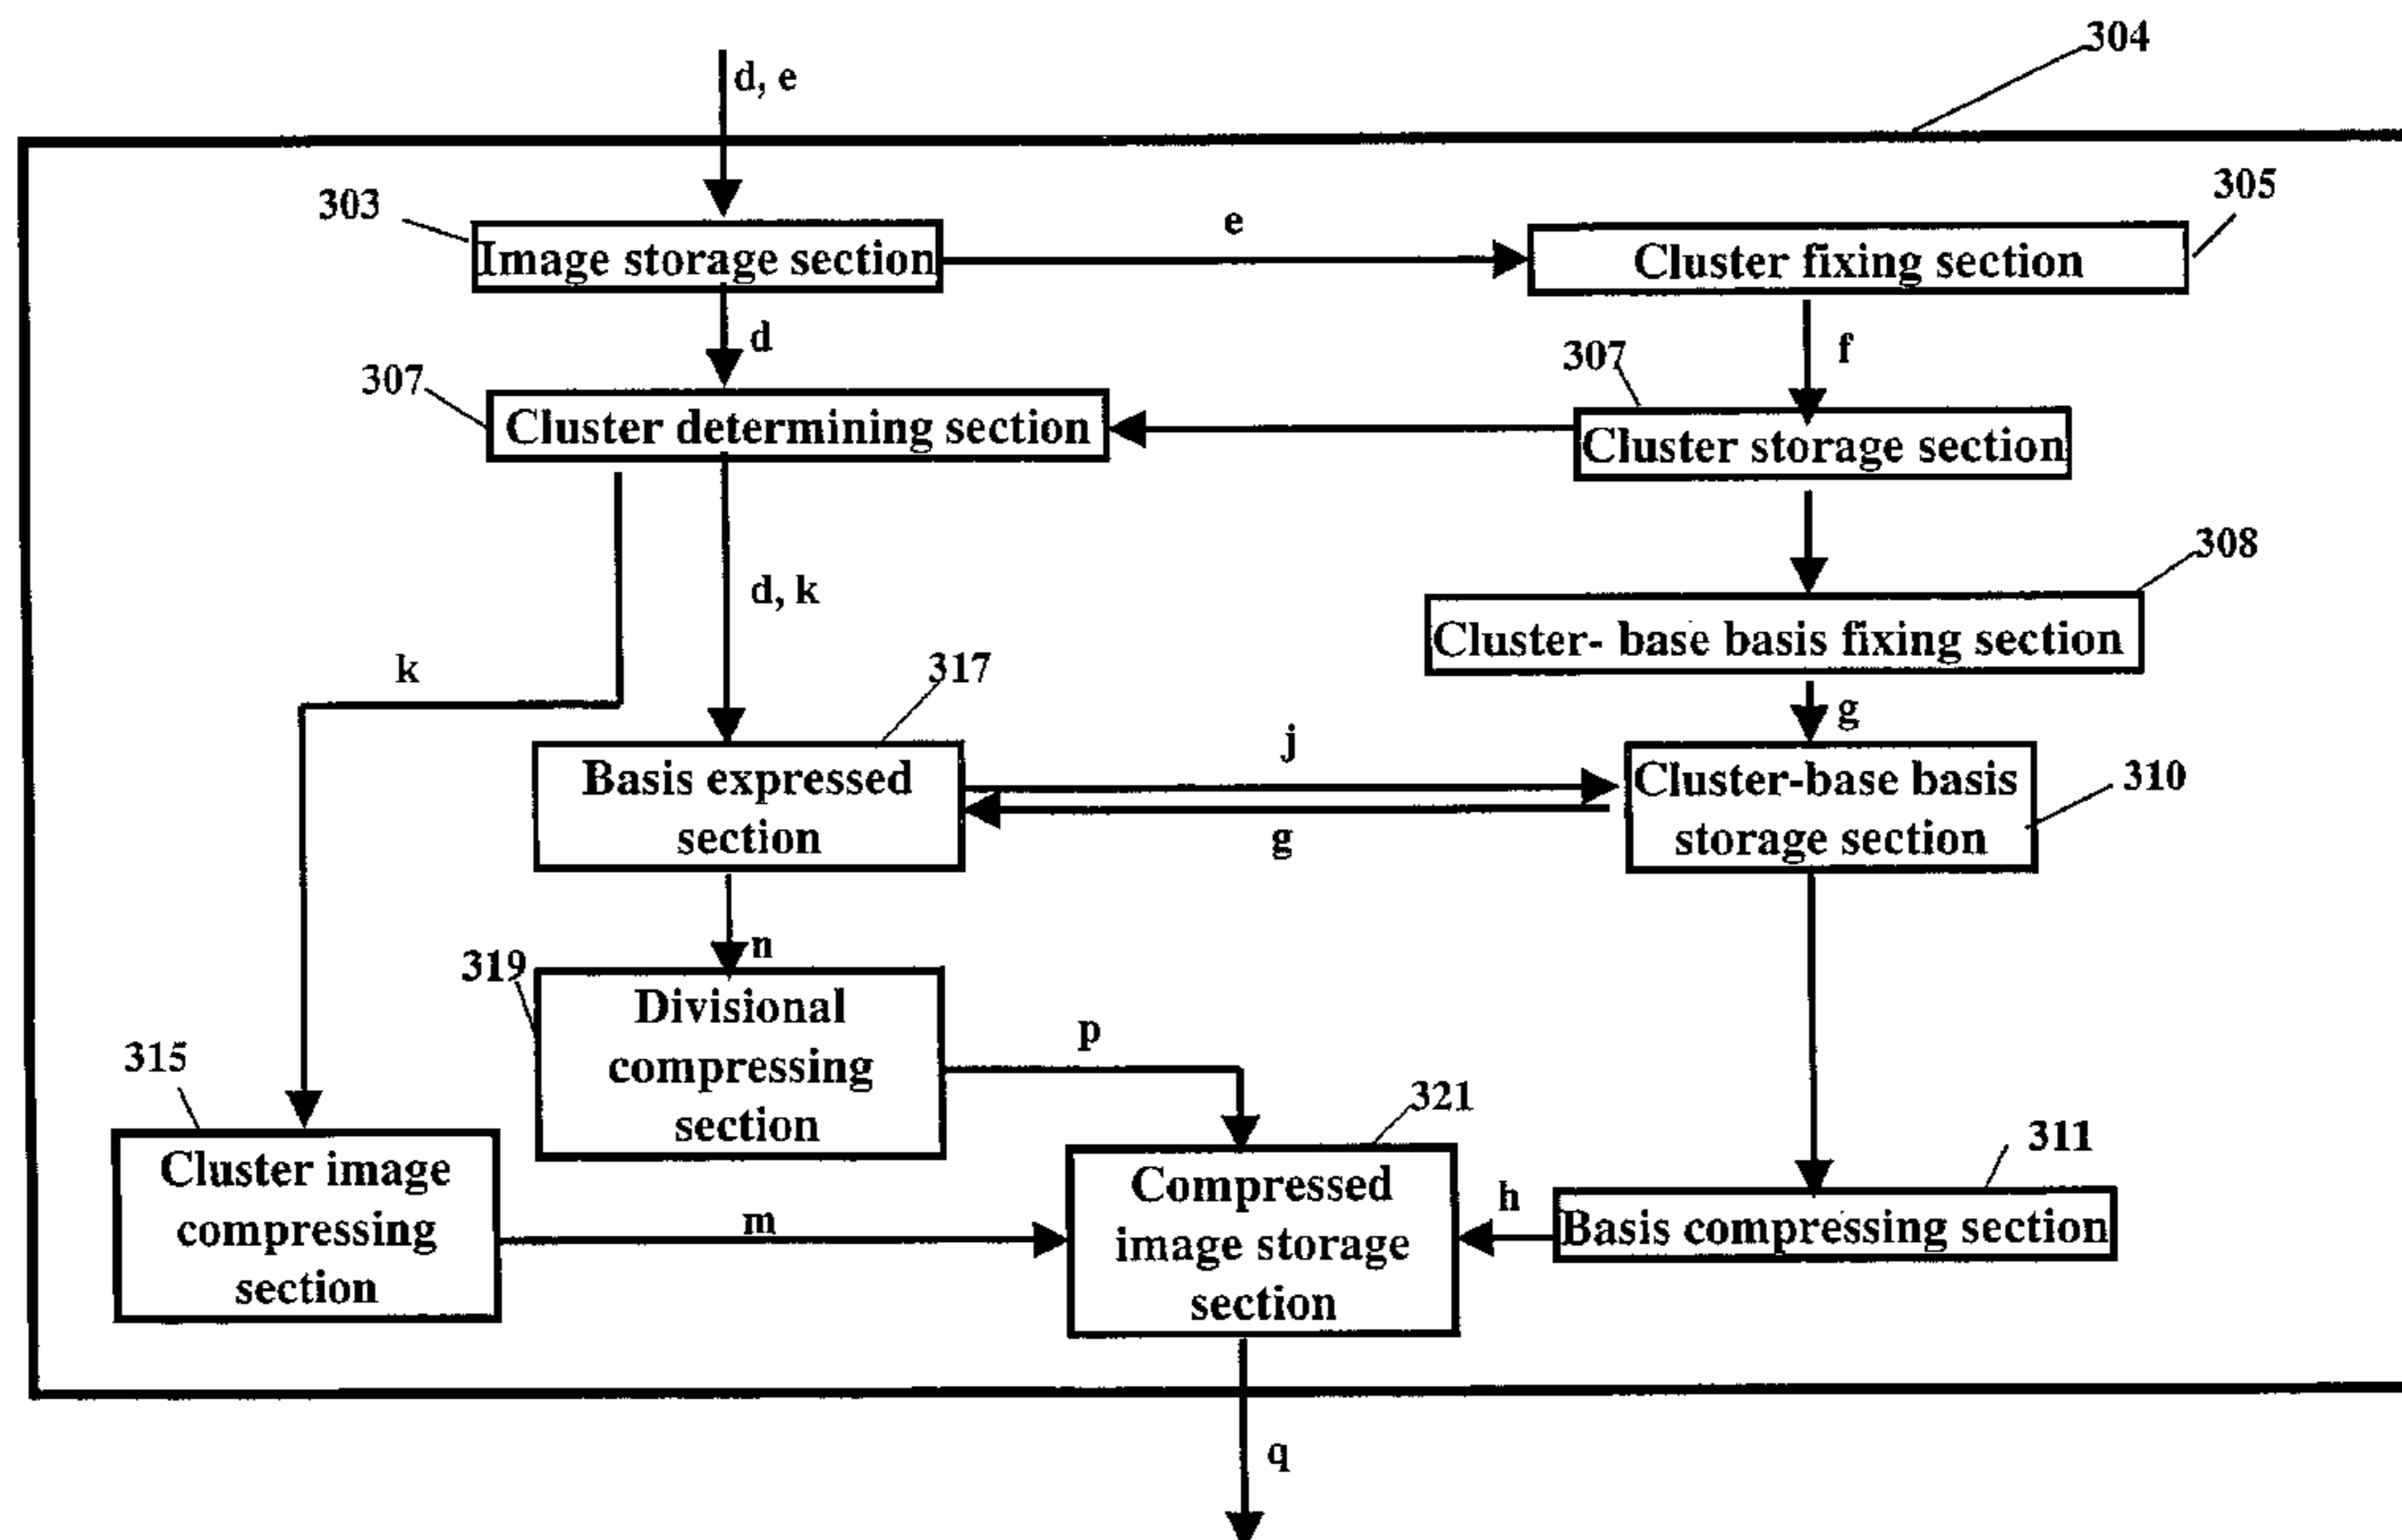 304
d, e
303
305
Image storage section
e
Cluster fixing section
d
f
307
307
Cluster determining section
Cluster storage section
308
d, k
Cluster- base basis fixing section
k
317
g
j
Basis expressed
section
Cluster-base basis
storage section
310
g
n
319
Divisional
compressing
section
p
315
321
311
Cluster image
compressing
section
m
Compressed
image storage
section
h
Basis compressing section
q